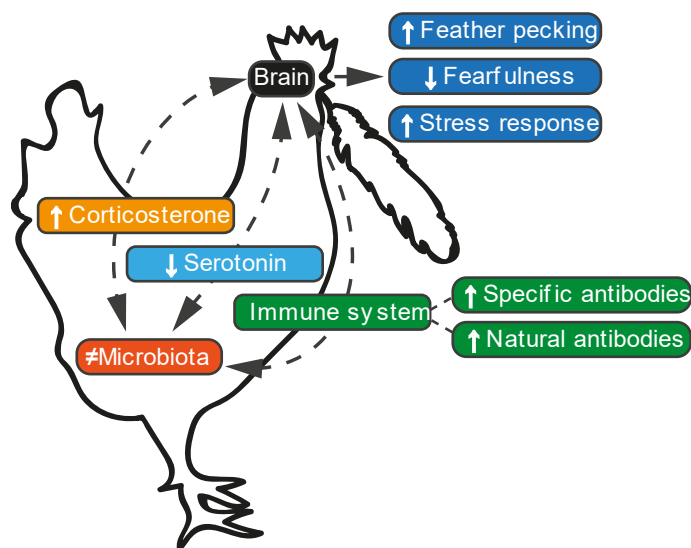 ↑ Feather pecking
Brain
↓ Fearfulness
↑ Stress response
↑ Corticosterone
↓ Serotonin
↑ Specific antibodies
Immune system
↑ Natural antibodies
≠Microbiota